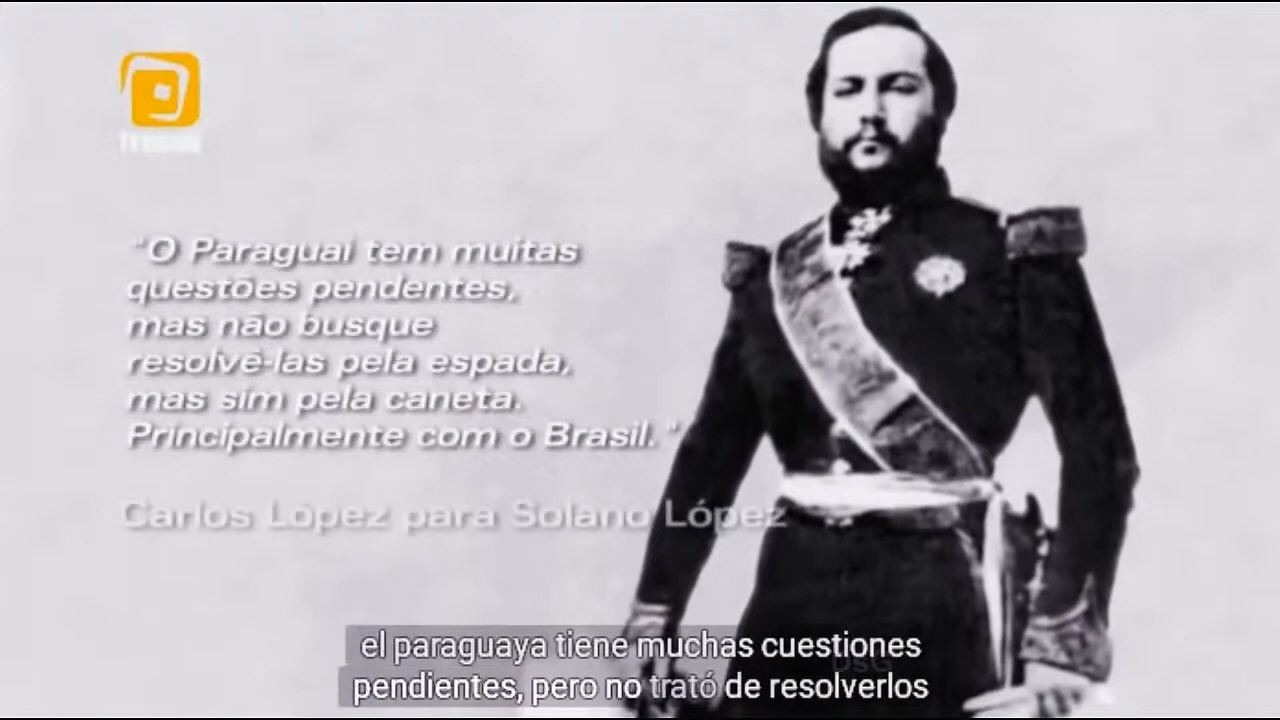 "O Paraguai tem muitas
questões pendentes,
mas não busque
resolvê-las pela espada,
mas sim pela caneta.
Principalmente com o Brasil."
Carlos López para Solano López
DsG
el paraguaya tiene muchas cuestiones
pendientes, pero no trató de resolverlos